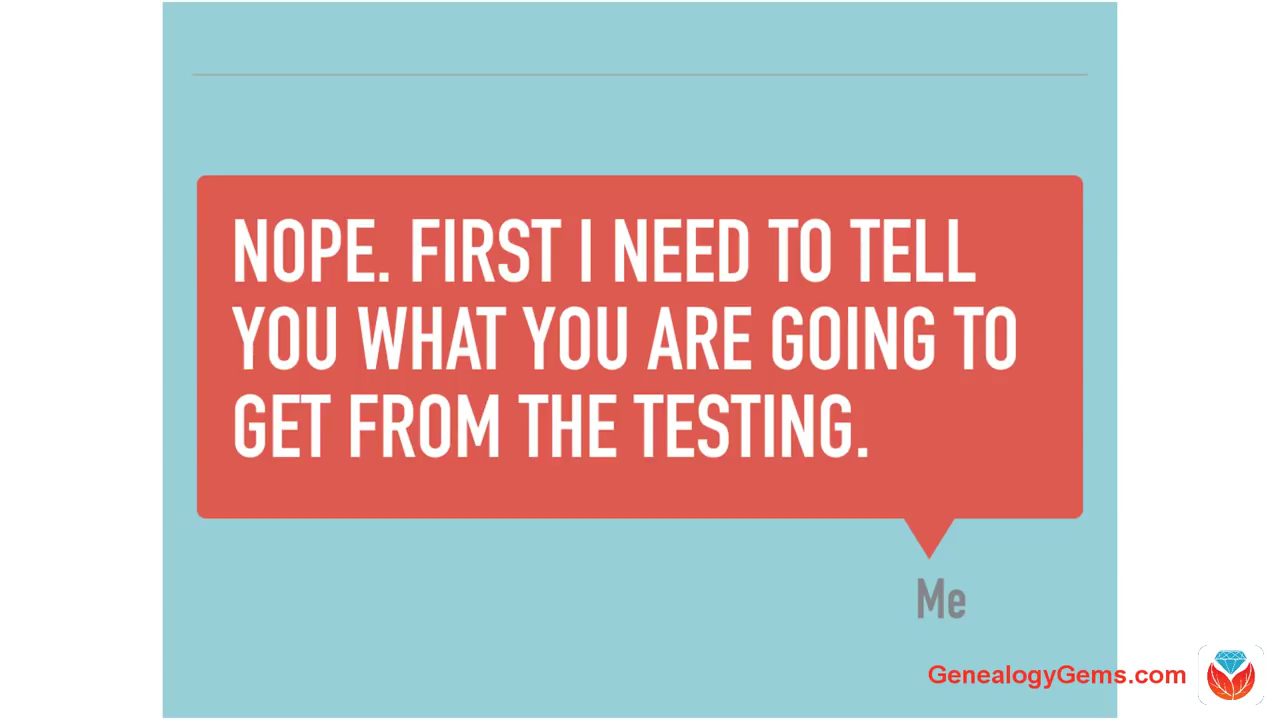 NOPE. FIRST I NEED TO TELL
YOU WHAT YOU ARE GOING TO
GET FROM THE TESTING.
Me
GenealogyGems.com